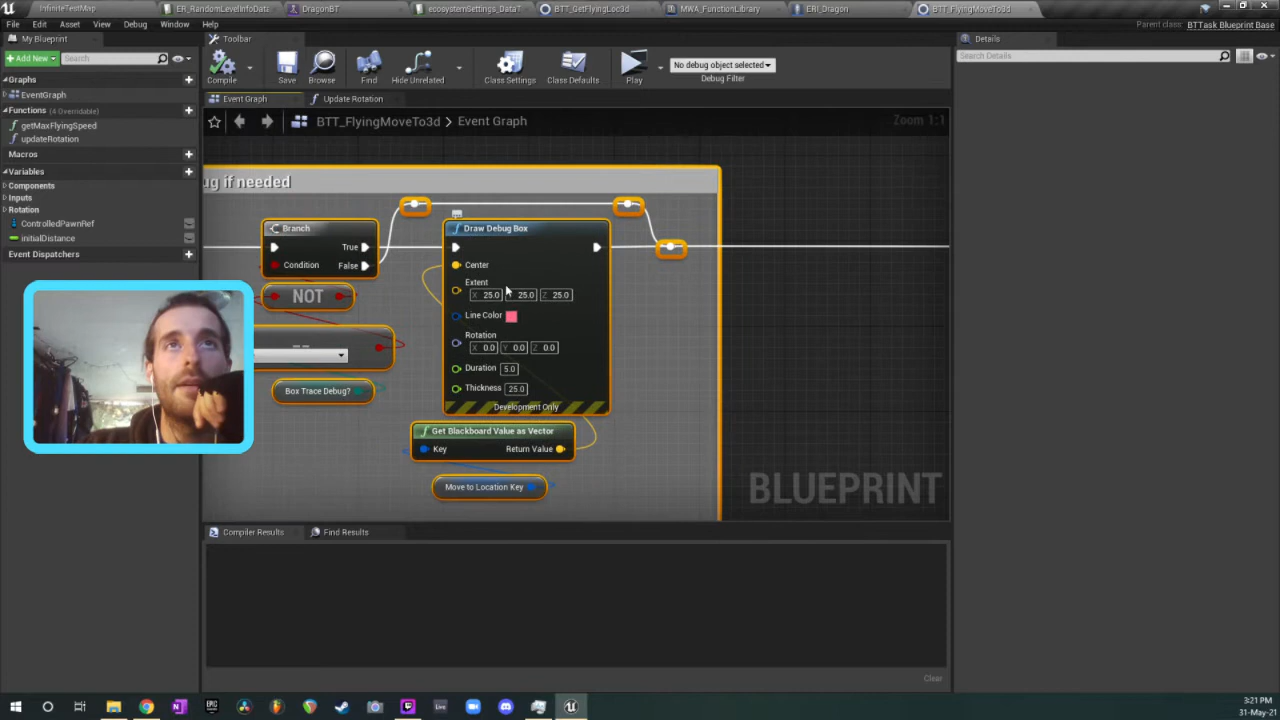 InfiniteTestMap
ER_RandomLevelInfoData
DragonBT
ecosystemSettings_DataT
BTT_GetFlyingLoc3d
MWA_FunctionLibrary
ERI_Dragon
BTT_FlyingMoveTo3d
File Edit Asset View Debug Window Help
Parent class: BTTask Blueprint Base
My Blueprint
Toolbar
Details
Add New
Search
Search Details
Compile
Save
Browse
Find
Hide Unrelated
Class Settings
Class Defaults
Play
No debug object selected
Debug Filter
Graphs
EventGraph
Functions (4 Overridable)
getMaxFlyingSpeed
updateRotation
Macros
Variables
Components
Inputs
Rotation
ControlledPawnRef
initialDistance
Event Dispatchers
Event Graph
Update Rotation
BTT_FlyingMoveTo3d > Event Graph
Zoom 1:1
ug if needed
Branch
True
Condition
False
NOT
==
Box Trace Debug?
Draw Debug Box
Center
Extent
X 25.0 Y 25.0 Z 25.0
Line Color
Rotation
X 0.0 Y 0.0 Z 0.0
Duration 5.0
Thickness 25.0
Development Only
Get Blackboard Value as Vector
Key
Return Value
Move to Location Key
BLUEPRINT
Compiler Results
Find Results
Clear
3:21 PM
31-May-21